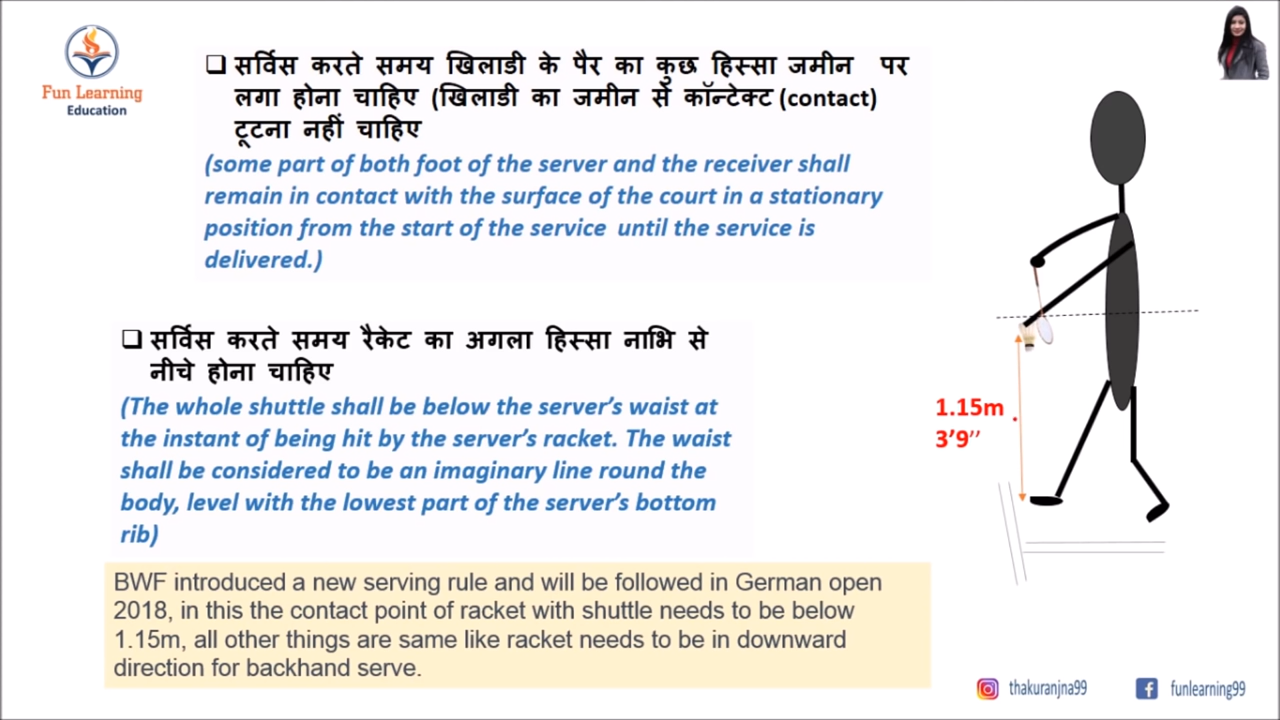 Fun Learning
Education
❑ सर्विस करते समय खिलाडी के पैर का कुछ हिस्सा जमीन पर
लगा होना चाहिए (खिलाडी का जमीन से कॉन्टेक्ट (contact)
टूटना नहीं चाहिए
(some part of both foot of the server and the receiver shall
remain in contact with the surface of the court in a stationary
position from the start of the service until the service is
delivered.)
❑ सर्विस करते समय रैकेट का अगला हिस्सा नाभि से
नीचे होना चाहिए
(The whole shuttle shall be below the server’s waist at
the instant of being hit by the server’s racket. The waist
shall be considered to be an imaginary line round the
body, level with the lowest part of the server’s bottom
rib)
1.15m .
3’9’’
BWF introduced a new serving rule and will be followed in German open
2018, in this the contact point of racket with shuttle needs to be below
1.15m, all other things are same like racket needs to be in downward
direction for backhand serve.
thakuranjna99
funlearning99